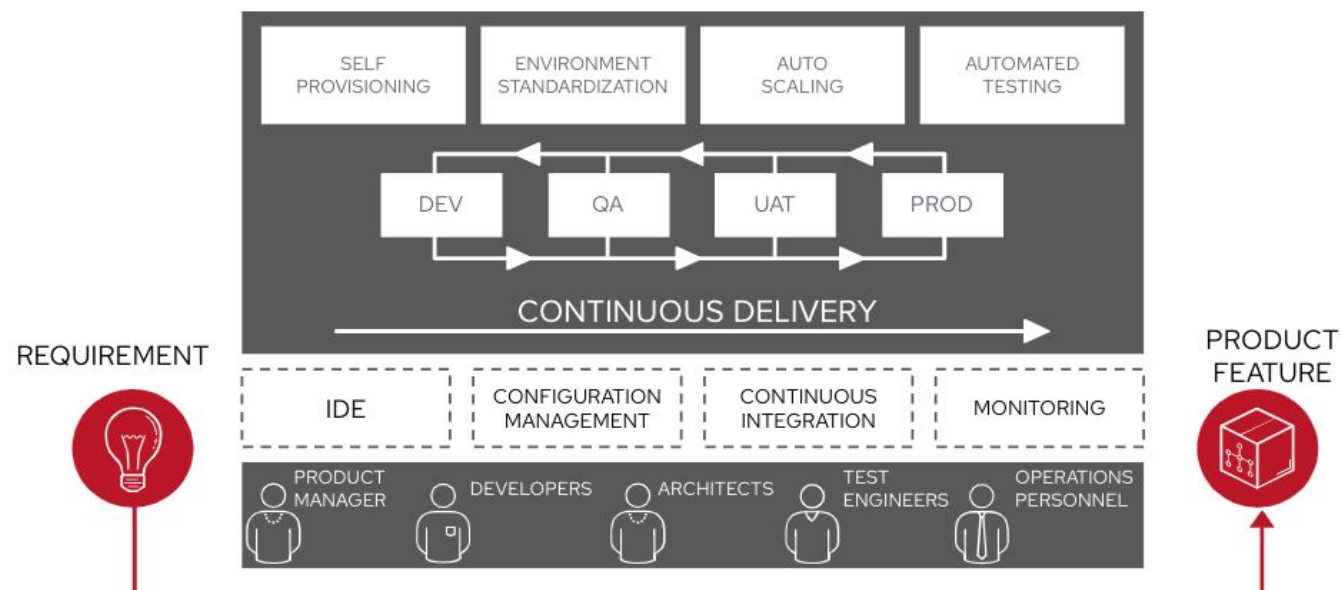 SELF
PROVISIONING
ENVIRONMENT
STANDARDIZATION
AUTO
SCALING
AUTOMATED
TESTING
DEV
QA
UAT
PROD
CONTINUOUS DELIVERY
REQUIREMENT
PRODUCT
FEATURE
IDE
CONFIGURATION
MANAGEMENT
CONTINUOUS
INTEGRATION
MONITORING
PRODUCT
MANAGER
DEVELOPERS
ARCHITECTS
TEST
ENGINEERS
OPERATIONS
PERSONNEL